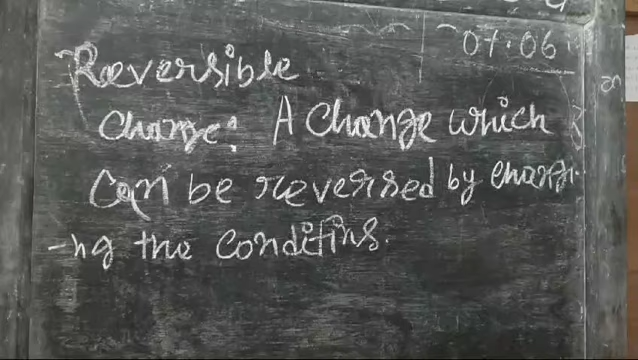 07.06
Reversible
Change: A Change which
Can be reversed by chang-
-ng the Conditins.